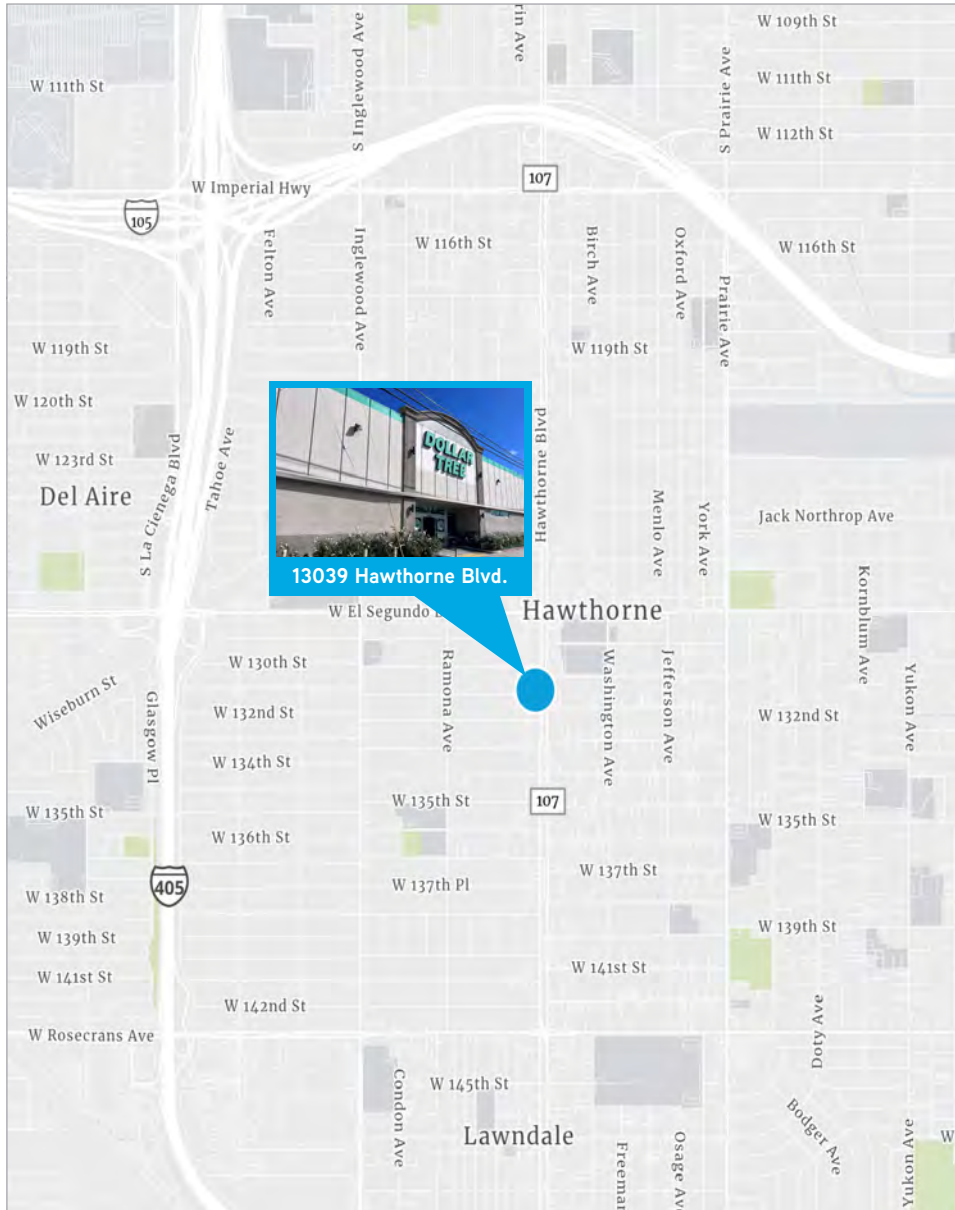 W 109th St
S Inglewood Ave
rin Ave
S Prairie Ave
W 111th St
W 111th St
W 112th St
107
W Imperial Hwy
105
W 116th St
W 116th St
Felton Ave
Inglewood Ave
Birch Ave
Oxford Ave
Prairie Ave
W 119th St
W 119th St
W 120th St
W 123rd St
Del Aire
S La Cienega Blvd
Tahoe Ave
DOLLAR
TREE
13039 Hawthorne Blvd.
Hawthorne Blvd
Menlo Ave
York Ave
Jack Northrop Ave
Kornblum Ave
W El Segundo
Hawthorne
W 130th St
Ramona Ave
Washington Ave
Jefferson Ave
Yukon Ave
Wiseburn St
Glasgow Pl
W 132nd St
W 132nd St
W 134th St
W 135th St
W 135th St
107
W 135th St
W 136th St
405
W 137th Pl
W 137th St
W 138th St
W 139th St
W 139th St
W 141st St
W 141st St
W 142nd St
Doty Ave
W Rosecrans Ave
W 145th St
Condon Ave
Lawndale
Freeman
Osage Ave
Bodger Ave
Yukon Ave
W